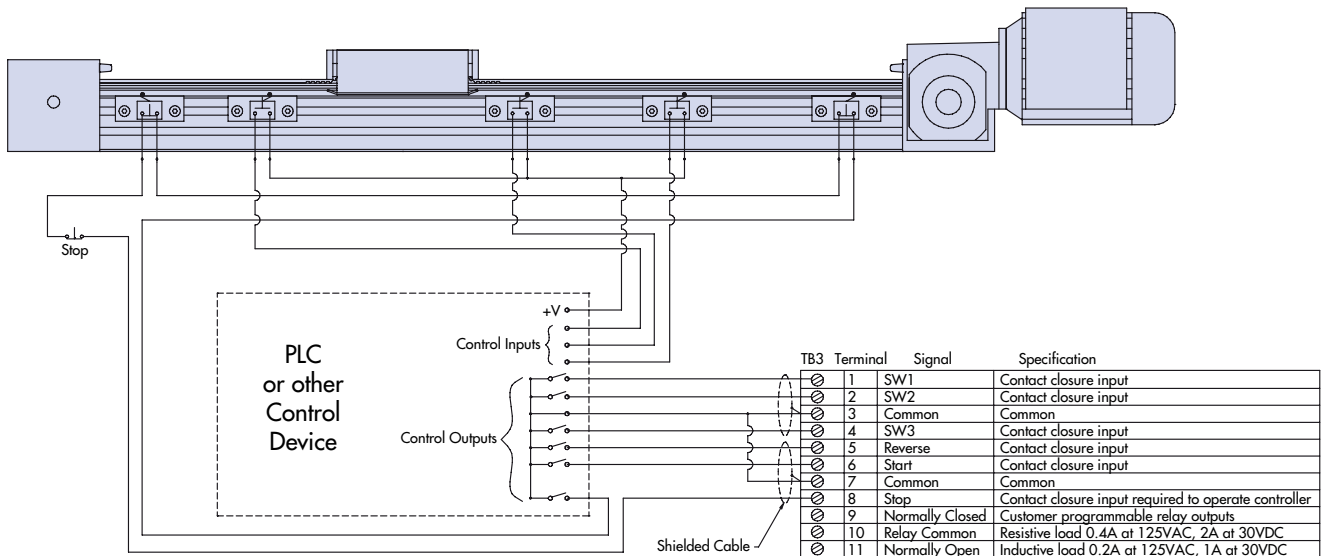 Stop
+V
Control Inputs
PLC
or other
Control
Device
Control Outputs
Shielded Cable
TB3 Terminal Signal Specification
1 SW1 Contact closure input
2 SW2 Contact closure input
3 Common Common
4 SW3 Contact closure input
5 Reverse Contact closure input
6 Start Contact closure input
7 Common Common
8 Stop Contact closure input required to operate controller
9 Normally Closed Customer programmable relay outputs
10 Relay Common Resistive load 0.4A at 125VAC, 2A at 30VDC
11 Normally Open Inductive load 0.2A at 125VAC, 1A at 30VDC